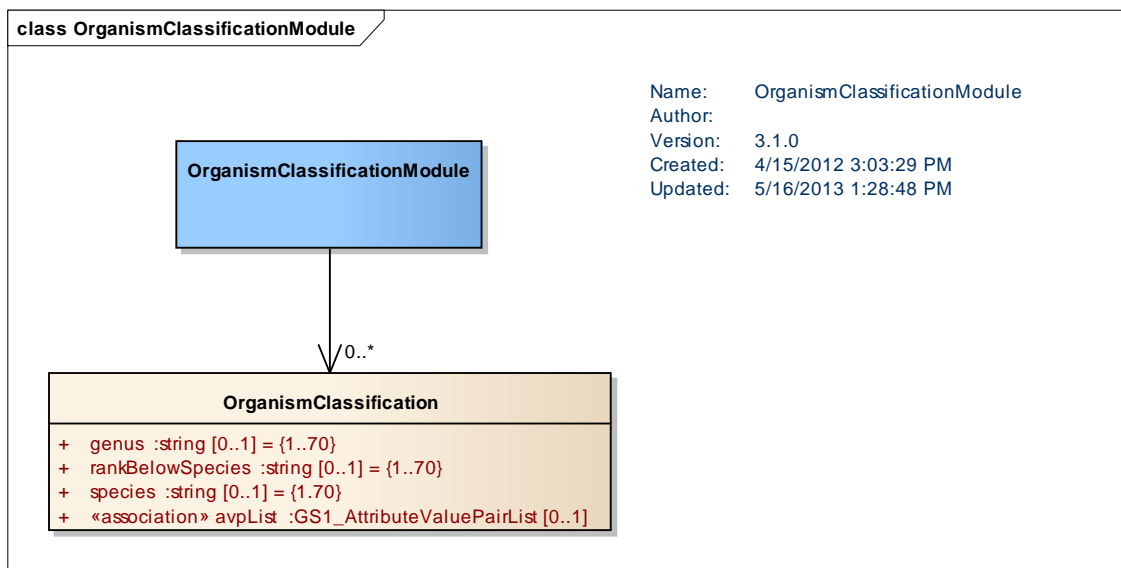 class OrganismClassificationModule
Name: OrganismClassificationModule
Author:
Version: 3.1.0
Created: 4/15/2012 3:03:29 PM
Updated: 5/16/2013 1:28:48 PM
OrganismClassificationModule
0..*
OrganismClassification
+ genus :string [0..1] = {1..70}
+ rankBelowSpecies :string [0..1] = {1..70}
+ species :string [0..1] = {1.70}
+ «association» avpList :GS1_AttributeValuePairList [0..1]